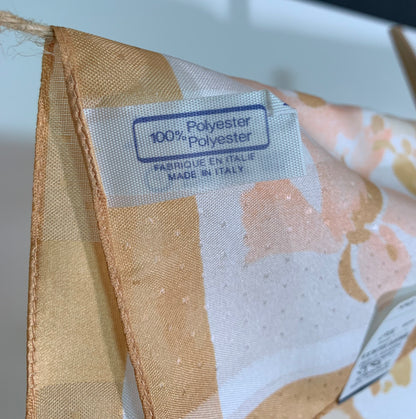 100% Polyester
Polyester
FABRIQUE EN ITALIE
MADE IN ITALY